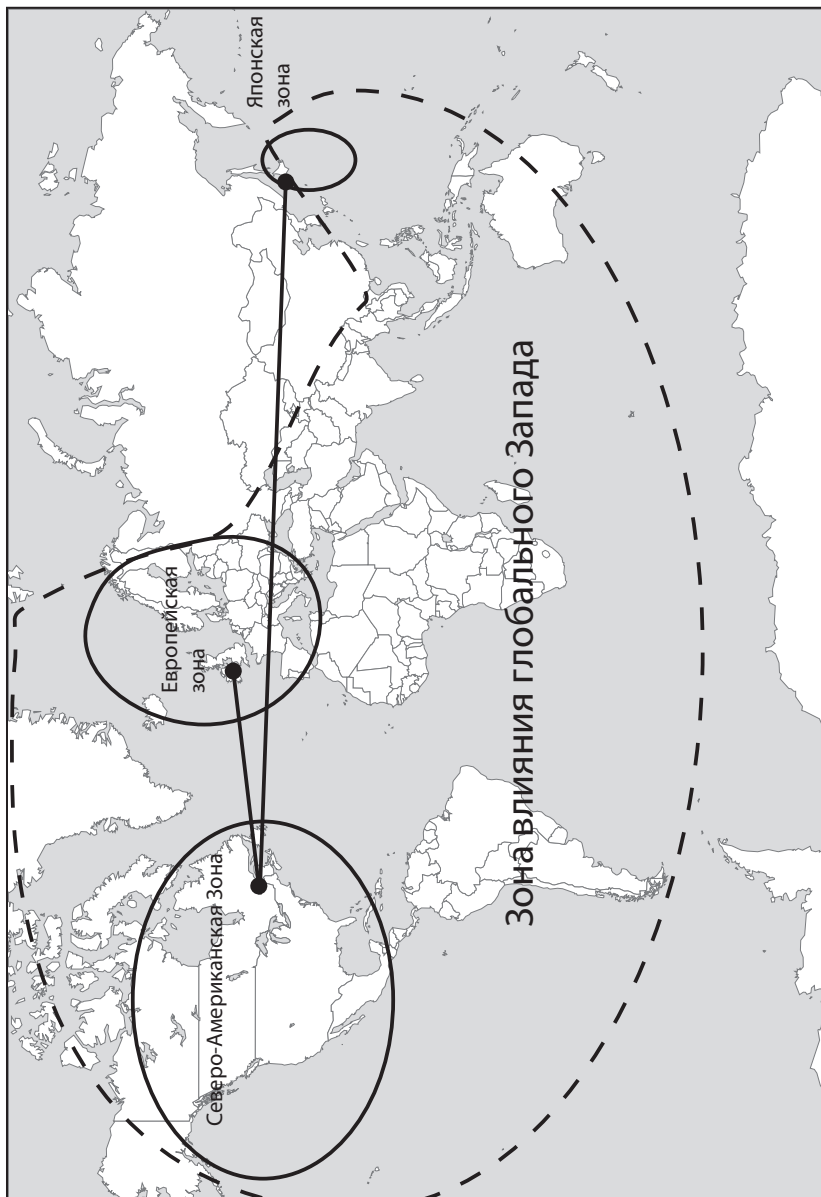 Северо-Американская Зона
Европейская
зона
Японская
зона
Зона влияния глобального Запада